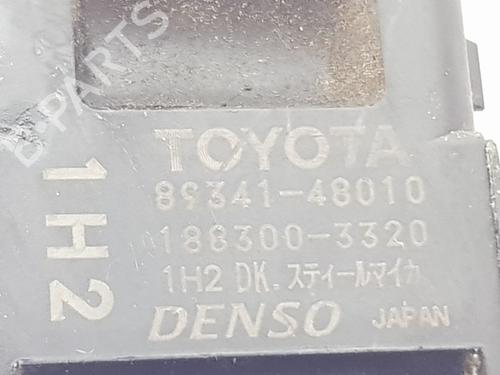 B-PARTS
1H2
TOYOTA
89341-48010
188300-3320
1H2 DK.スティールマイカ
DENSO JAPAN